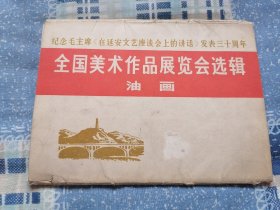 纪念毛主席《在延安文艺座谈会上的讲话》发表三十周年
全国美术作品展览会选辑
油画